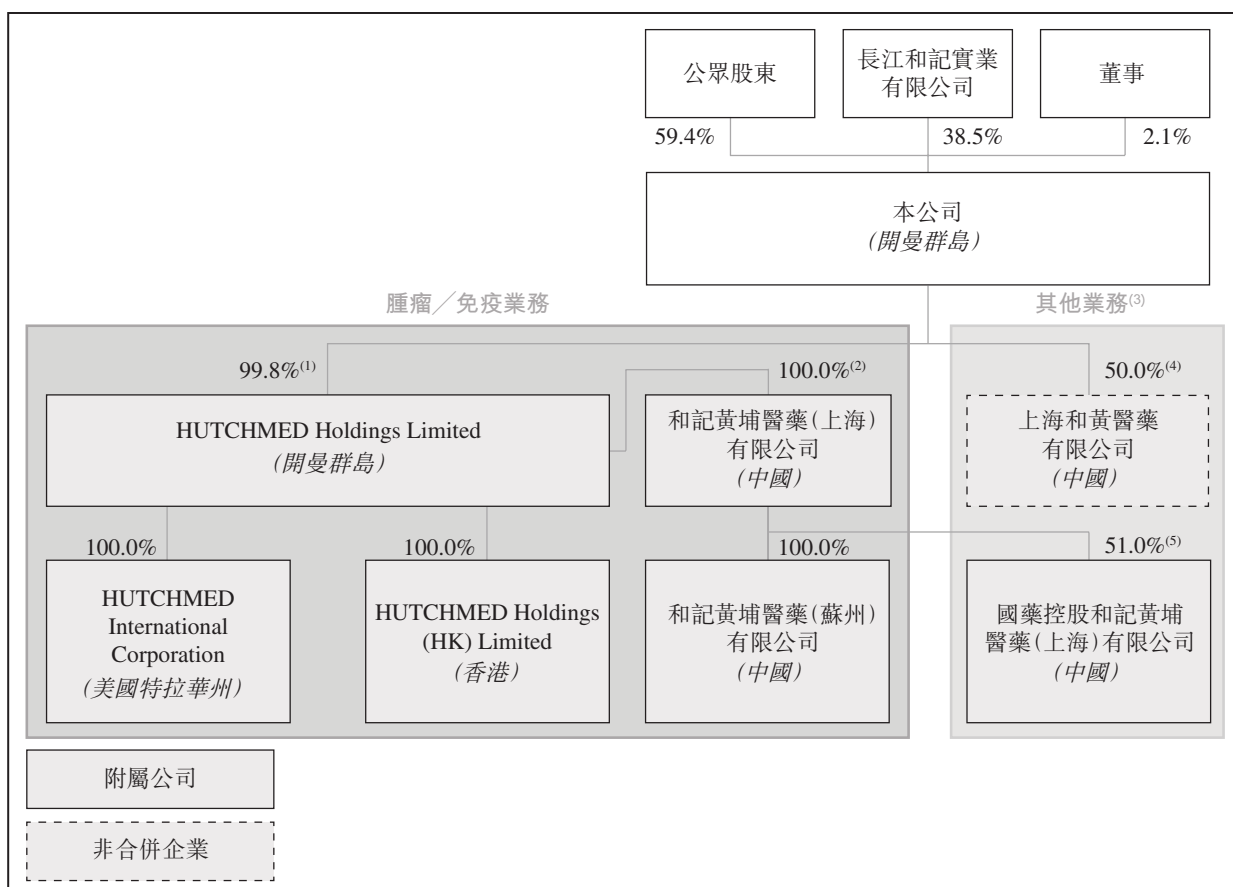 公眾股東
長江和記實業
有限公司
董事
59.4%
38.5%
2.1%
本公司
(開曼群島)
腫瘤／免疫業務
其他業務(3)
99.8%(1)
100.0%(2)
50.0%(4)
HUTCHMED Holdings Limited
(開曼群島)
和記黃埔醫藥(上海)
有限公司
(中國)
上海和黃醫藥
有限公司
(中國)
100.0%
100.0%
100.0%
51.0%(5)
HUTCHMED
International
Corporation
(美國特拉華州)
HUTCHMED Holdings
(HK) Limited
(香港)
和記黃埔醫藥(蘇州)
有限公司
(中國)
國藥控股和記黃埔
醫藥(上海)有限公司
(中國)
附屬公司
非合併企業